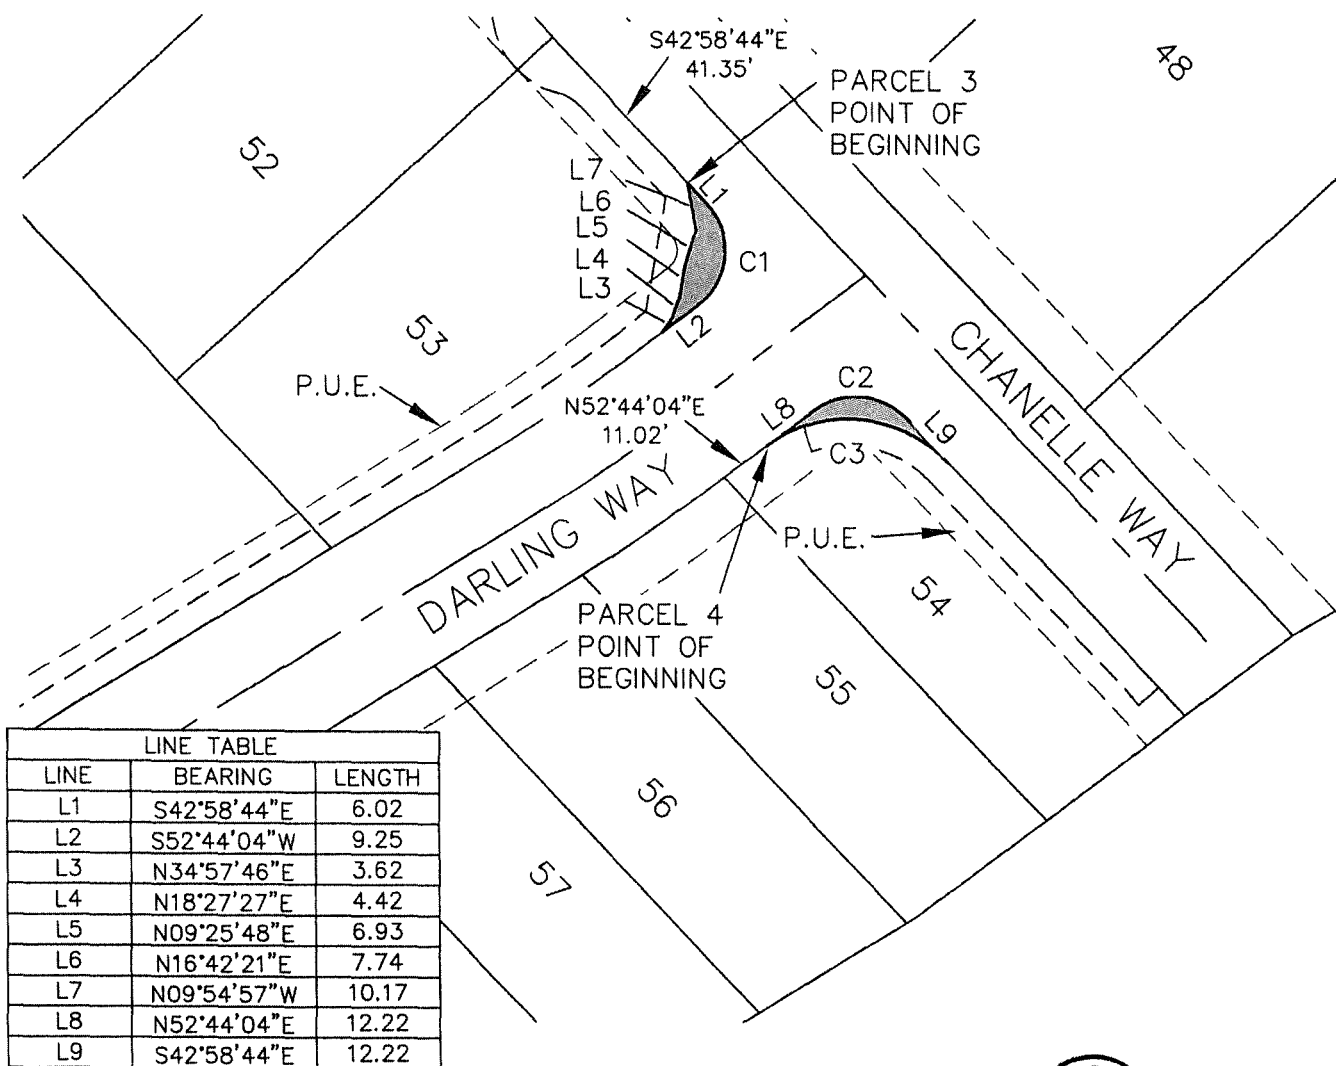 S42°58'44"E
41.35'
48
PARCEL 3
POINT OF
BEGINNING
52
L7
L1
L6
L5
L4
C1
L3
L2
53
CHANELLE WAY
P.U.E.
C2
N52°44'04"E
11.02'
L8
L9
C3
DARLING WAY
P.U.E.
54
PARCEL 4
POINT OF
BEGINNING
55
56
57
LINE TABLE
LINE BEARING LENGTH
L1 S42°58'44"E 6.02
L2 S52°44'04"W 9.25
L3 N34°57'46"E 3.62
L4 N18°27'27"E 4.42
L5 N09°25'48"E 6.93
L6 N16°42'21"E 7.74
L7 N09°54'57"W 10.17
L8 N52°44'04"E 12.22
L9 S42°58'44"E 12.22